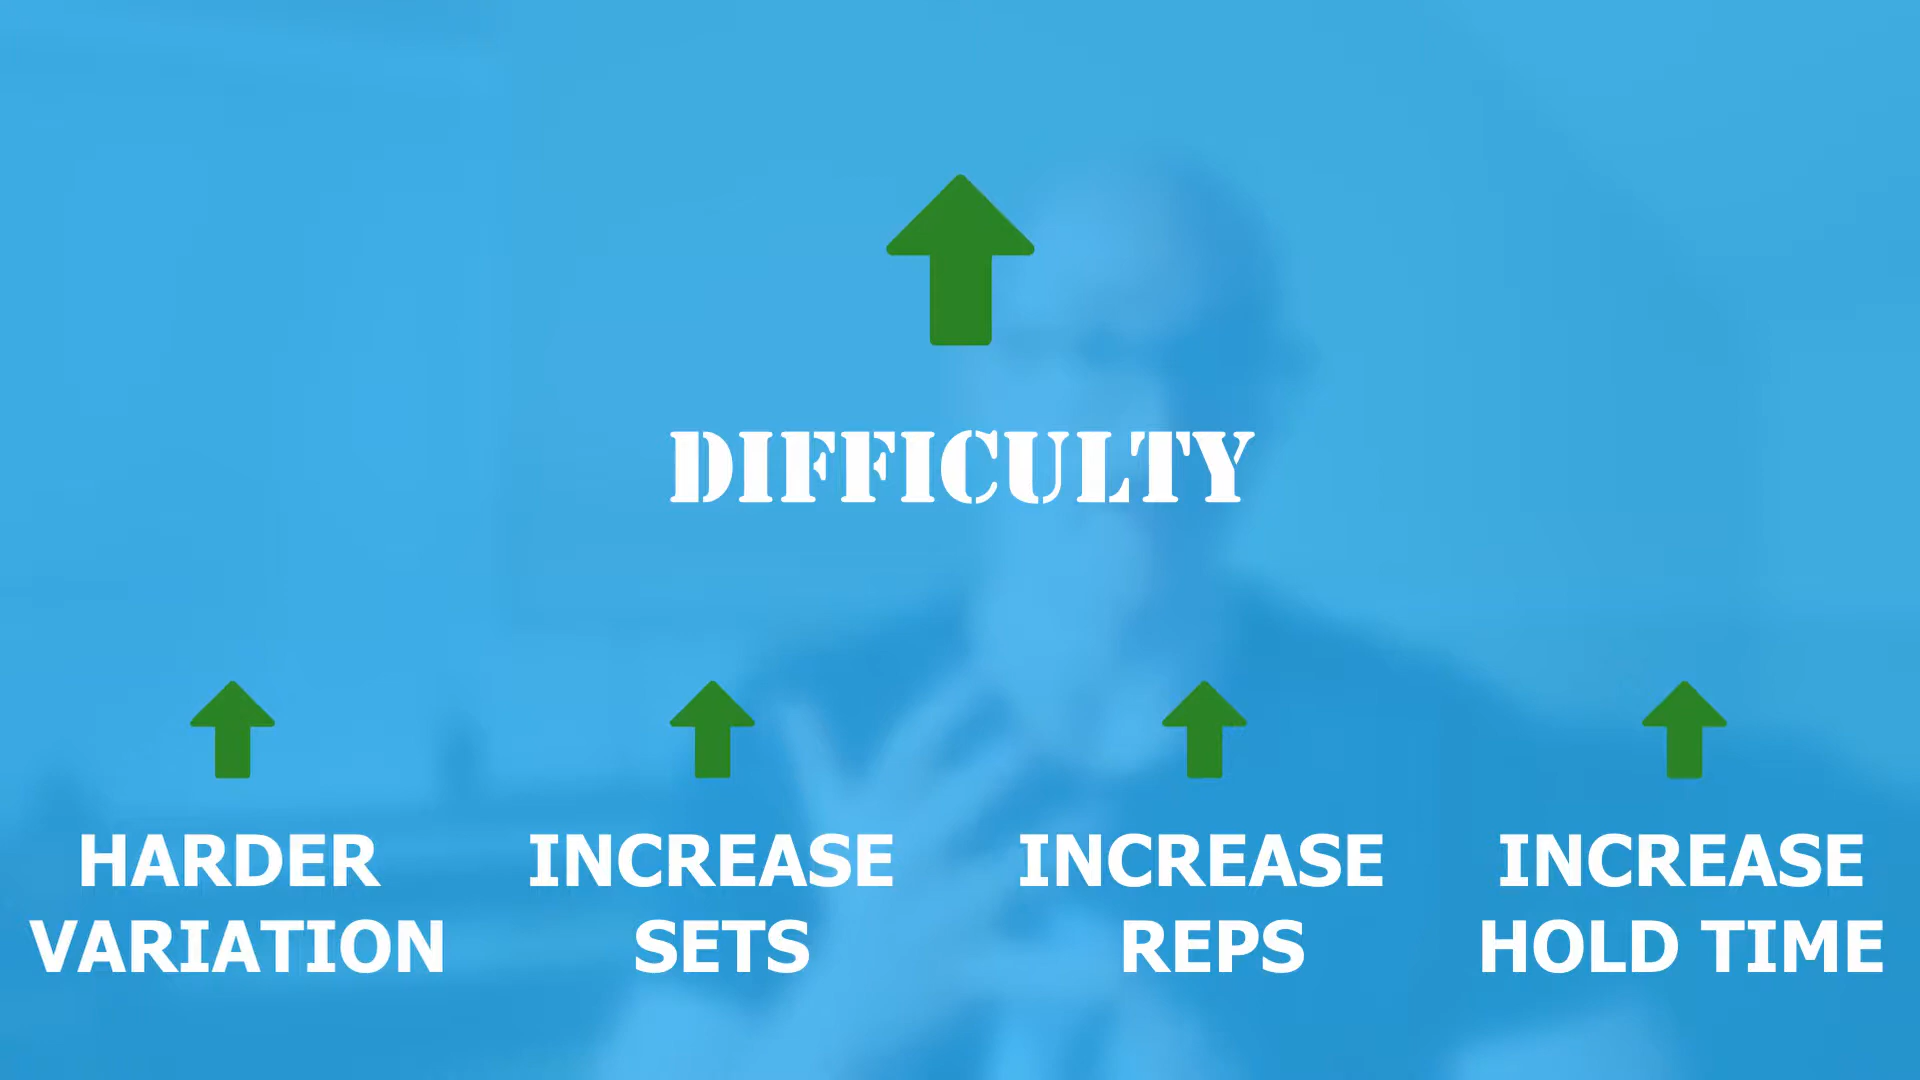 DIFFICULTY
HARDER
VARIATION
INCREASE
SETS
INCREASE
REPS
INCREASE
HOLD TIME